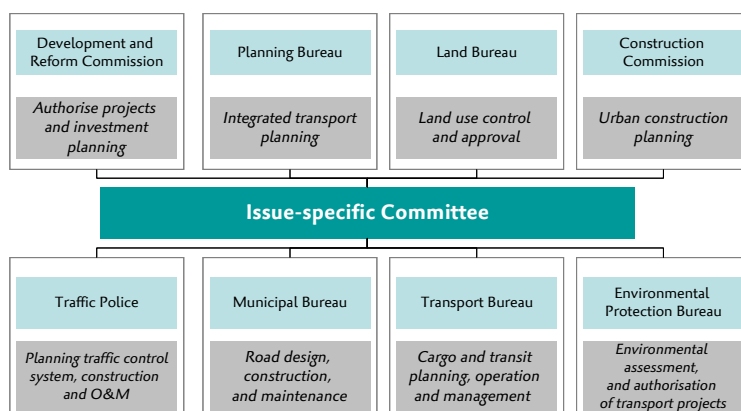 Development and
Reform Commission
Authorise projects
and investment
planning
Planning Bureau
Integrated transport
planning
Land Bureau
Land use control
and approval
Construction
Commission
Urban construction
planning
Issue-specific Committee
Traffic Police
Planning traffic control
system, construction
and O&M
Municipal Bureau
Road design,
construction,
and maintenance
Transport Bureau
Cargo and transit
planning, operation
and management
Environmental
Protection Bureau
Environmental
assessment,
and authorisation
of transport projects